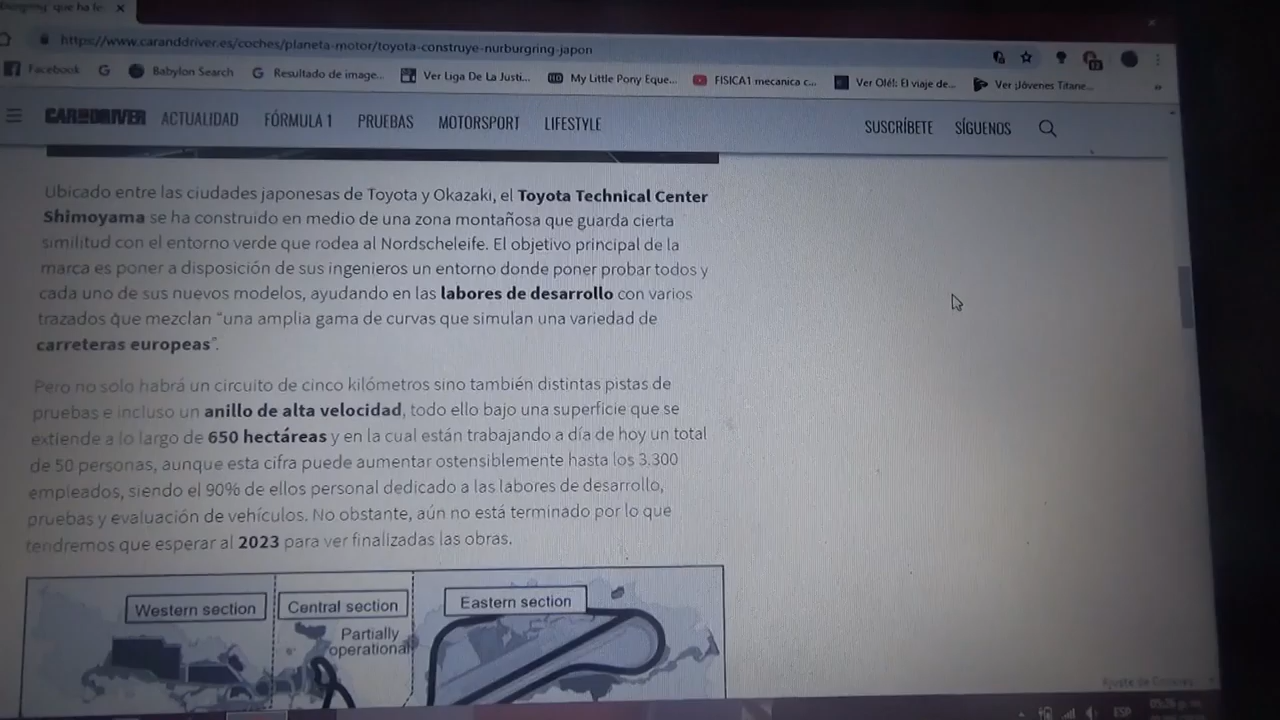 https://www.caranddriver.es/coches/planeta-motor/toyota-construye-nurburgring-japon
Facebook Babylon Search Resultado de image... Ver Liga De La Justi... My Little Pony Eque... FISICA1 mecanica c... Ver Olé!: El viaje de... Ver ¡Jóvenes Titane...
CAR AND DRIVER ACTUALIDAD FÓRMULA 1 PRUEBAS MOTORSPORT LIFESTYLE SUSCRÍBETE SÍGUENOS
Ubicado entre las ciudades japonesas de Toyota y Okazaki, el Toyota Technical Center
Shimoyama se ha construido en medio de una zona montañosa que guarda cierta
similitud con el entorno verde que rodea al Nordscheleife. El objetivo principal de la
marca es poner a disposición de sus ingenieros un entorno donde poner probar todos y
cada uno de sus nuevos modelos, ayudando en las labores de desarrollo con varios
trazados que mezclan “una amplia gama de curvas que simulan una variedad de
carreteras europeas”.
Pero no solo habrá un circuito de cinco kilómetros sino también distintas pistas de
pruebas e incluso un anillo de alta velocidad, todo ello bajo una superficie que se
extiende a lo largo de 650 hectáreas y en la cual están trabajando a día de hoy un total
de 50 personas, aunque esta cifra puede aumentar ostensiblemente hasta los 3.300
empleados, siendo el 90% de ellos personal dedicado a las labores de desarrollo,
pruebas y evaluación de vehículos. No obstante, aún no está terminado por lo que
tendremos que esperar al 2023 para ver finalizadas las obras.
Western section Central section Eastern section
Partially
operational
ESP